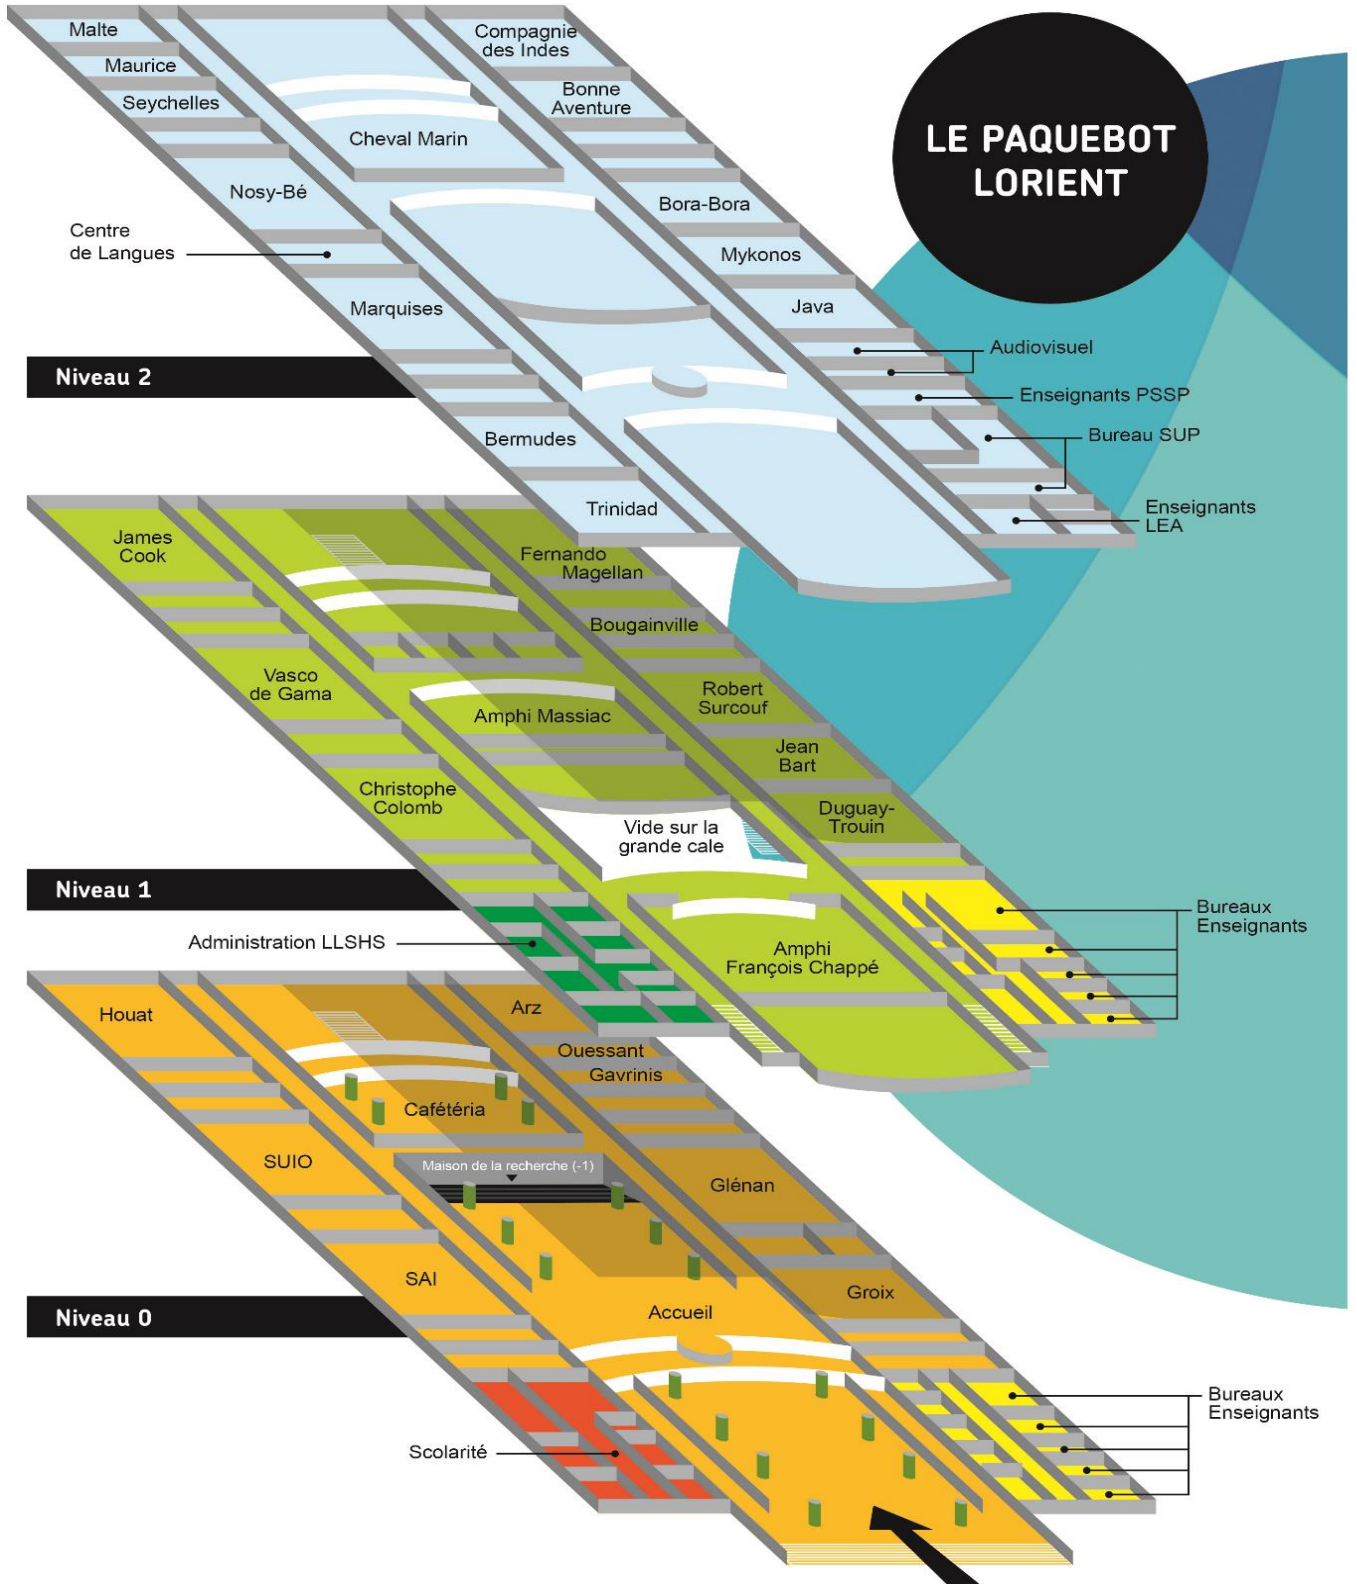 LE PAQUEBOT
LORIENT
Malte
Maurice
Seychelles
Nosy-Bé
Centre
de Langues
Marquises
Bermudes
Trinidad
Cheval Marin
Compagnie
des Indes
Bonne
Aventure
Bora-Bora
Mykonos
Java
Audiovisuel
Enseignants PSSP
Bureau SUP
Enseignants
LEA
Niveau 2
James
Cook
Vasco
de Gama
Christophe
Colomb
Administration LLSHS
Amphi Massiac
Vide sur la
grande cale
Amphi
François Chappé
Fernando
Magellan
Bougainville
Robert
Surcouf
Jean
Bart
Duguay-
Trouin
Bureaux
Enseignants
Niveau 1
Houat
SUIO
SAI
Scolarité
Cafétéria
Maison de la recherche (-1)
Accueil
Arz
Ouessant
Gavrinis
Glénan
Groix
Bureaux
Enseignants
Niveau 0